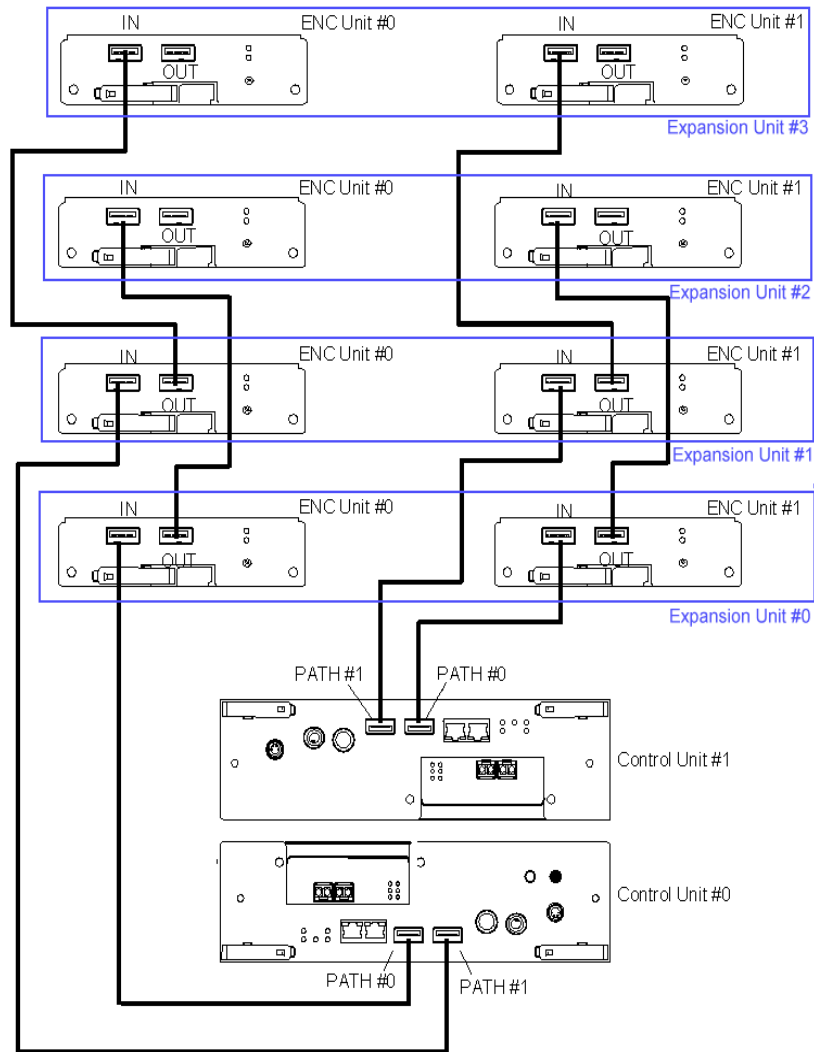 IN
ENC Unit #0
IN
ENC Unit #1
OUT
OUT
Expansion Unit #3
IN
ENC Unit #0
IN
ENC Unit #1
OUT
OUT
Expansion Unit #2
IN
ENC Unit #0
IN
ENC Unit #1
OUT
OUT
Expansion Unit #1
IN
ENC Unit #0
IN
ENC Unit #1
OUT
OUT
Expansion Unit #0
PATH #1
PATH #0
Control Unit #1
Control Unit #0
PATH #0
PATH #1